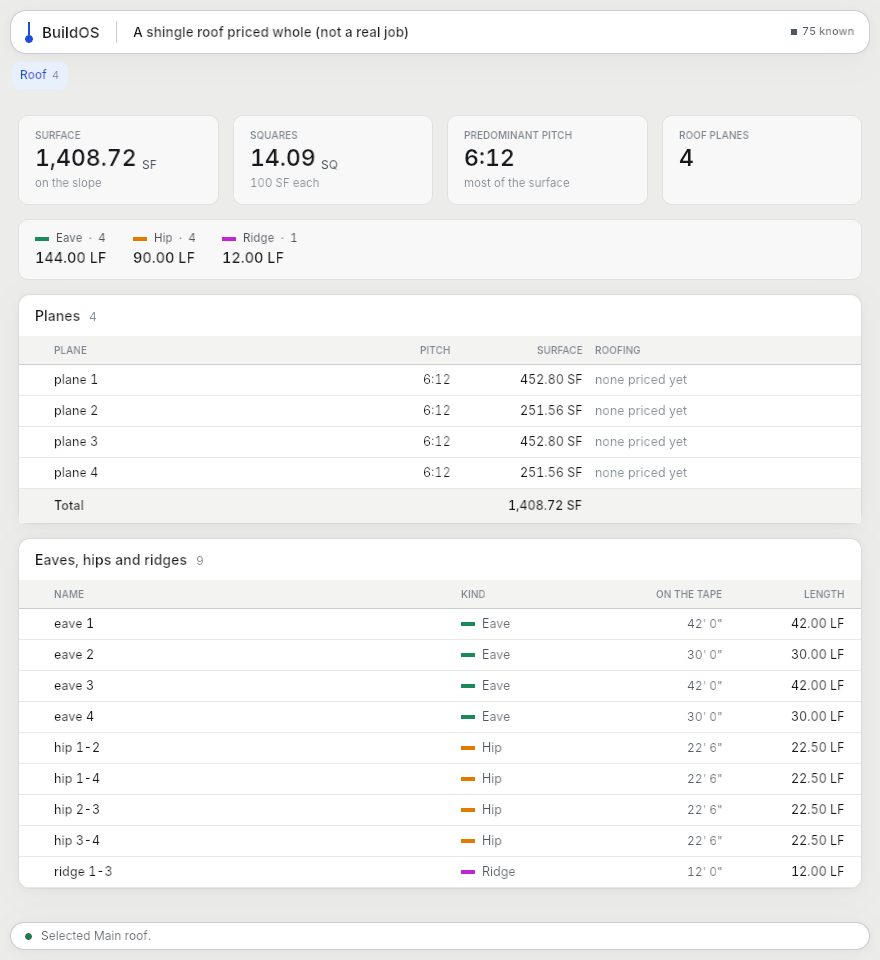 BuildOS A shingle roof priced whole (not a real job) 75 known
Roof 4
SURFACE SQUARES PREDOMINANT PITCH ROOF PLANES
1,408.72 SF 14.09 SQ 6:12 4
on the slope 100 SF each most of the surface
Eave · 4 Hip · 4 Ridge · 1
144.00 LF 90.00 LF 12.00 LF
Planes 4
PLANE PITCH SURFACE ROOFING
plane 1 6:12 452.80 SF none priced yet
plane 2 6:12 251.56 SF none priced yet
plane 3 6:12 452.80 SF none priced yet
plane 4 6:12 251.56 SF none priced yet
Total 1,408.72 SF
Eaves, hips and ridges 9
NAME KIND ON THE TAPE LENGTH
eave 1 Eave 42' 0" 42.00 LF
eave 2 Eave 30' 0" 30.00 LF
eave 3 Eave 42' 0" 42.00 LF
eave 4 Eave 30' 0" 30.00 LF
hip 1-2 Hip 22' 6" 22.50 LF
hip 1-4 Hip 22' 6" 22.50 LF
hip 2-3 Hip 22' 6" 22.50 LF
hip 3-4 Hip 22' 6" 22.50 LF
ridge 1-3 Ridge 12' 0" 12.00 LF
Selected Main roof.